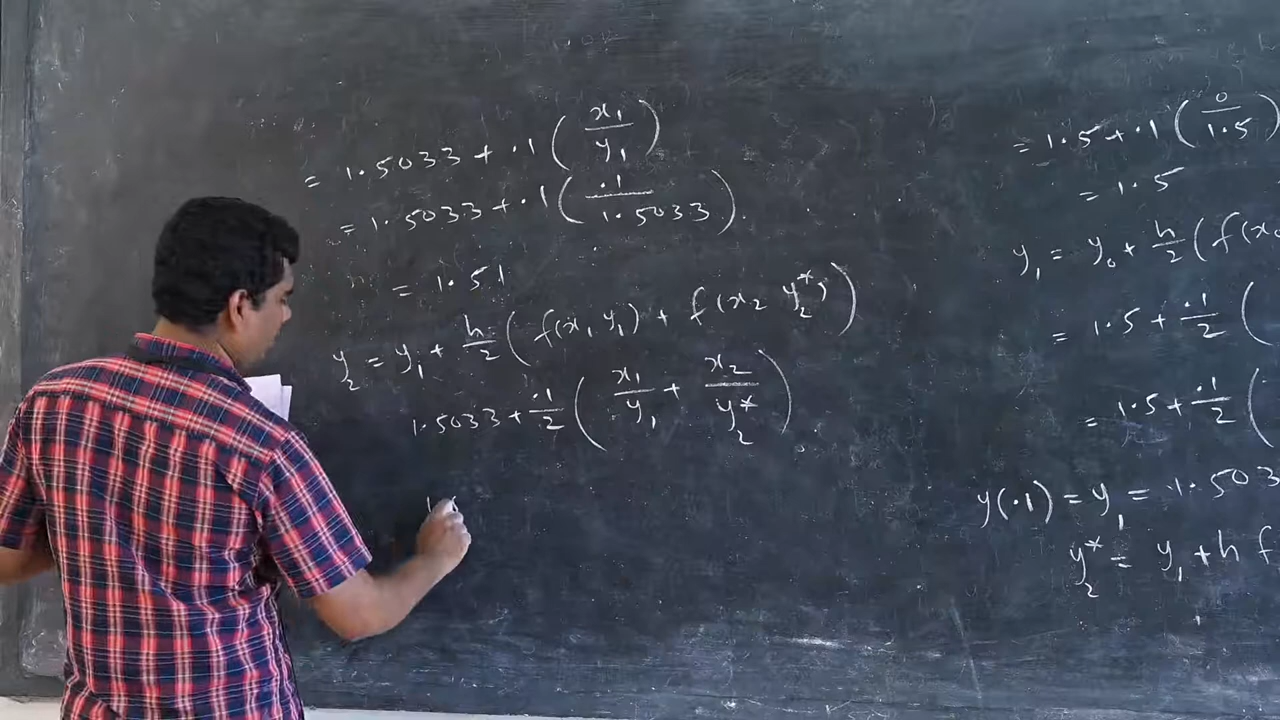 = 1.5033 + .1 ( x₁ / y₁ )
= 1.5033 + .1 ( .1 / 1.5033 ).
= 1.51
y₂ = y₁ + h/2 ( f(x₁ y₁) + f(x₂ y₂*) )
1.5033 + .1/2 ( x₁ / y₁ + x₂ / y₂* )
= 1.5 + .1 ( 0 / 1.5 )
= 1.5
y₁ = y₀ + h/2 ( f(x₀
= 1.5 + .1/2 (
= 1.5 + .1/2 (
y(.1) = y₁ = 1.503
y₂* = y₁ + h f